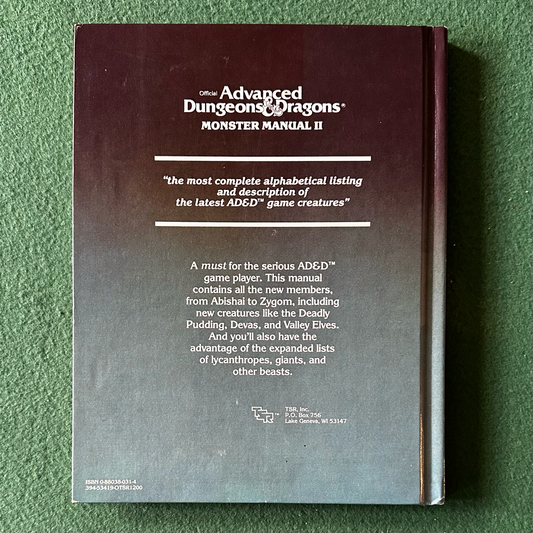 Official Advanced
Dungeons & Dragons®
MONSTER MANUAL II
"the most complete alphabetical listing
and description of
the latest AD&D™ game creatures"
A must for the serious AD&D™
game player. This manual
contains all the new members,
from Abishai to Zygom, including
new creatures like the Deadly
Pudding, Devas, and Valley Elves.
And you'll also have the
advantage of the expanded lists
of lycanthropes, giants, and
other beasts.
TSR™
TSR, Inc.
P.O. Box 756
Lake Geneva, WI 53147
ISBN 0-88038-031-4
394-53419-OTSR1200